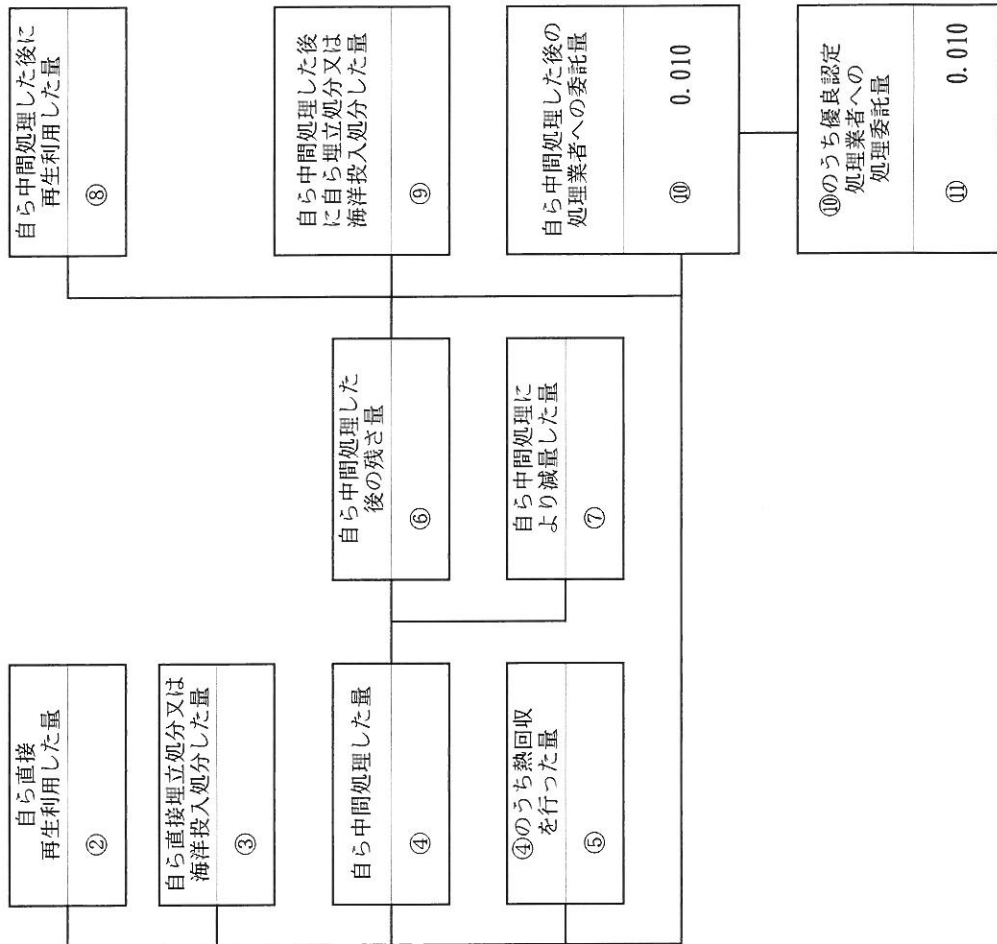 自ら直接
再生利用した量
②
自ら直接埋立処分又は
海洋投入処分した量
③
自ら中間処理した量
④
④のうち熱回収
を行った量
⑤
自ら中間処理した
後の残さ量
⑥
自ら中間処理に
より減量した量
⑦
自ら中間処理した後に
再生利用した量
⑧
自ら中間処理した後
に自ら埋立処分又は
海洋投入処分した量
⑨
自ら中間処理した後の
処理業者への委託量
⑩ 0.010
⑩のうち優良認定
処理業者への
処理委託量
⑪ 0.010